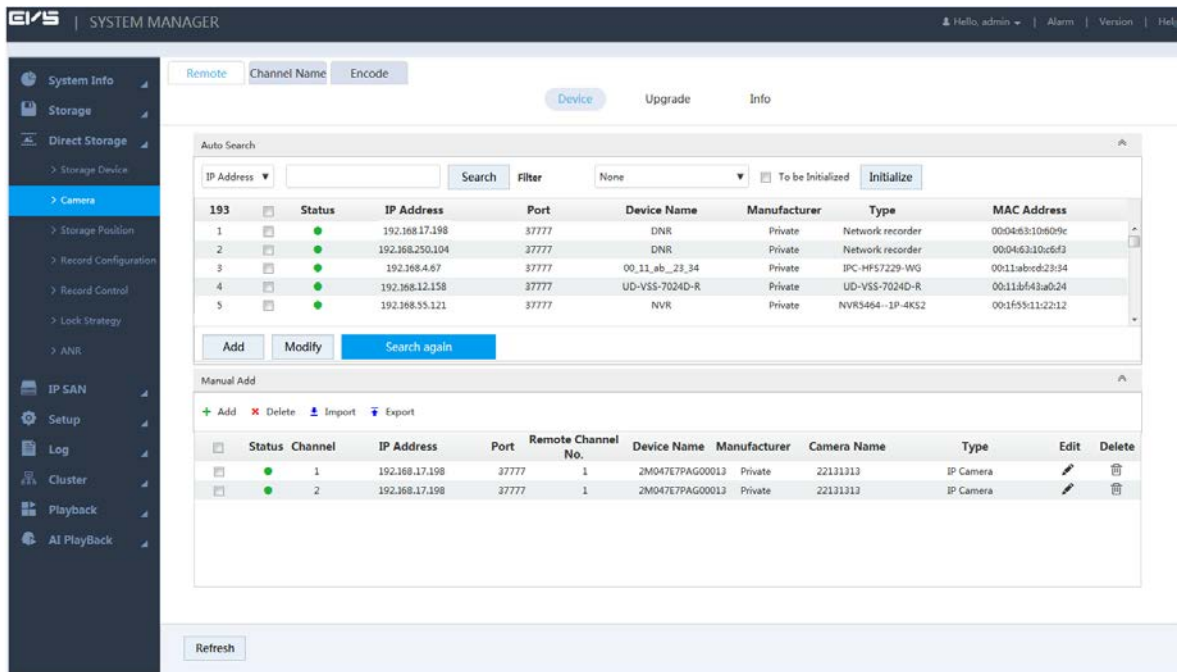 EVS | SYSTEM MANAGER
Hello, admin | Alarm | Version | Help
System Info
Storage
Direct Storage
> Storage Device
> Camera
> Storage Position
> Record Configuration
> Record Control
> Lock Strategy
> ANR
IP SAN
Setup
Log
Cluster
Playback
AI PlayBack
Remote Channel Name Encode
Device Upgrade Info
Auto Search
IP Address Search Filter None To be Initialized Initialize
193 Status IP Address Port Device Name Manufacturer Type MAC Address
1 192.168.17.198 37777 DNR Private Network recorder 00:04:63:10:60:9c
2 192.168.250.104 37777 DNR Private Network recorder 00:04:63:10:c6:f3
3 192.168.4.67 37777 00_11_ab__23_34 Private IPC-HFS7229-WG 00:11:ab:cd:23:34
4 192.168.12.158 37777 UD-VSS-7024D-R Private UD-VSS-7024D-R 00:11:bf:43:a0:24
5 192.168.55.121 37777 NVR Private NVR5464--1P-4KS2 00:1f:55:11:22:12
Add Modify Search again
Manual Add
+ Add Delete Import Export
Status Channel IP Address Port Remote Channel No. Device Name Manufacturer Camera Name Type Edit Delete
1 192.168.17.198 37777 1 2M047E7PAG00013 Private 22131313 IP Camera
2 192.168.17.198 37777 1 2M047E7PAG00013 Private 22131313 IP Camera
Refresh